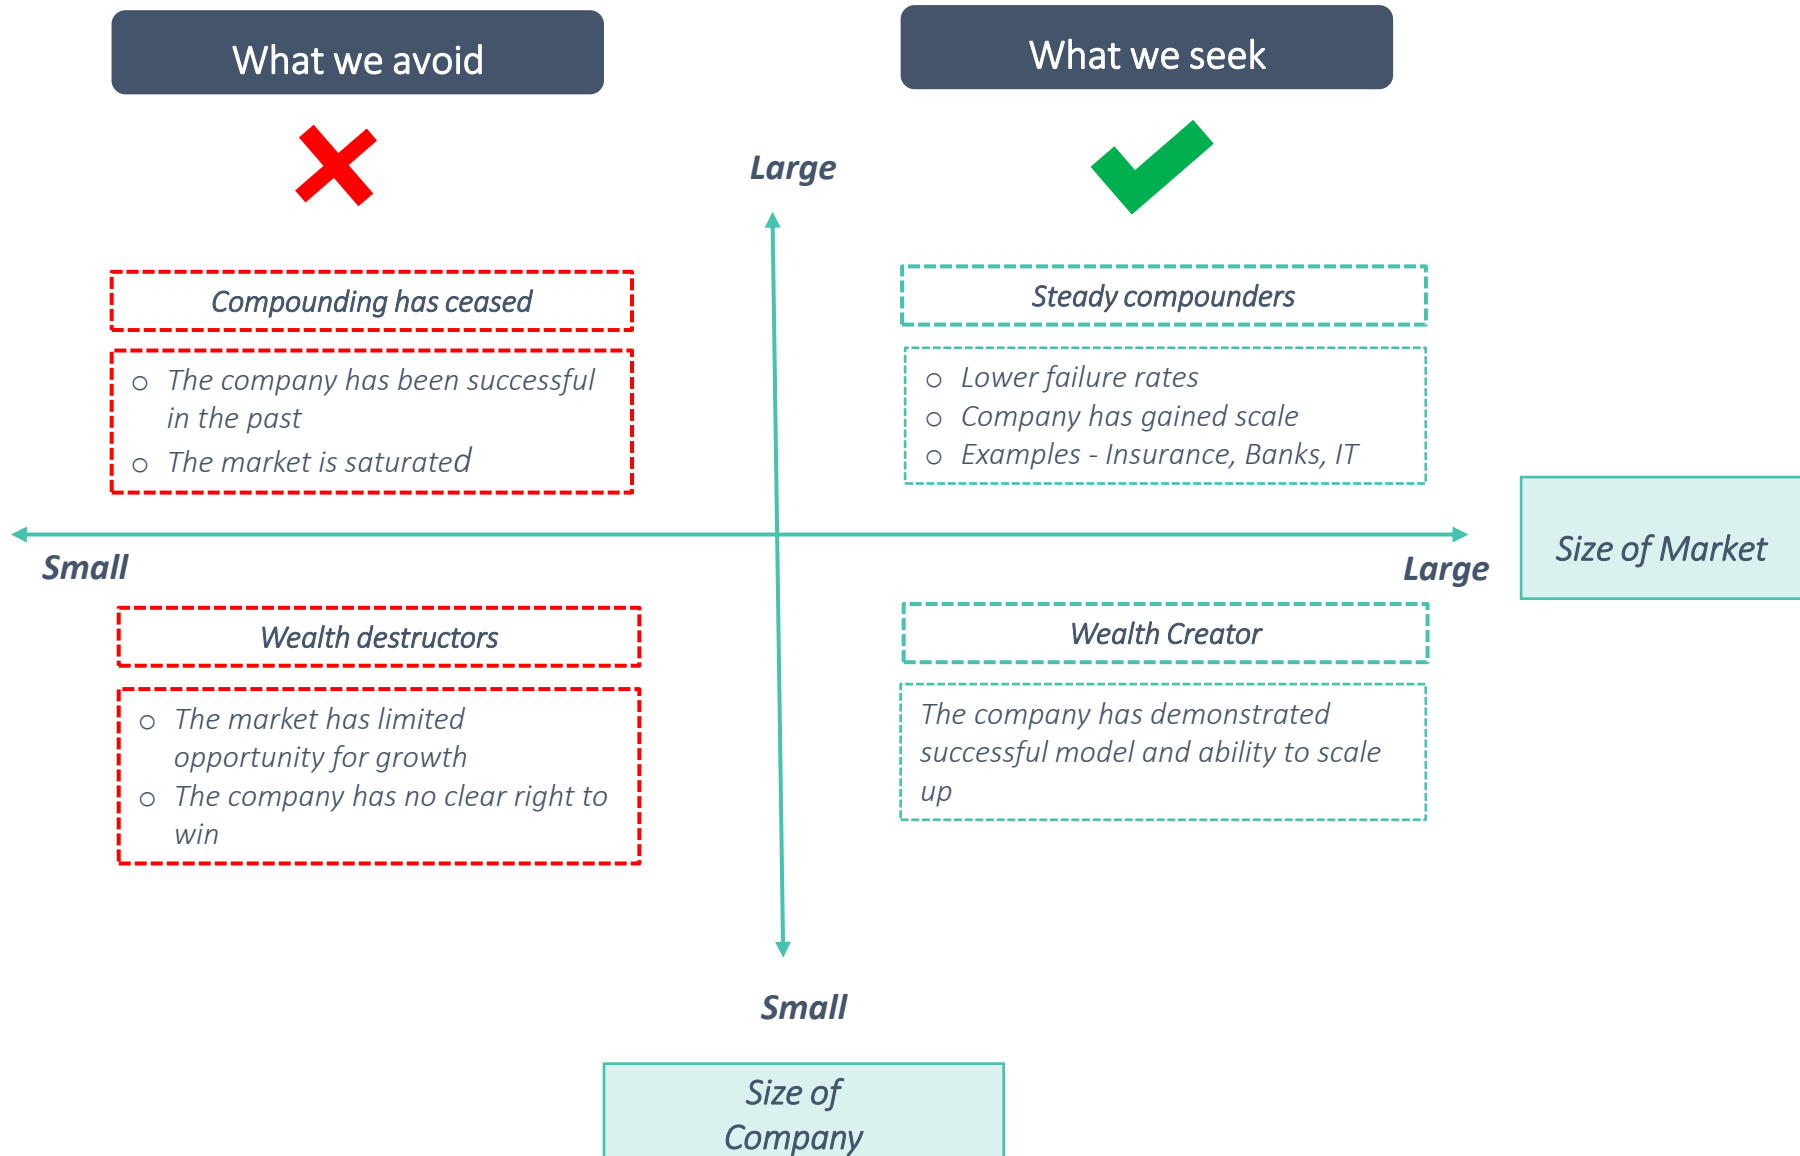 What we avoid
What we seek
Large
Compounding has ceased
○ The company has been successful
in the past
○ The market is saturated
Steady compounders
○ Lower failure rates
○ Company has gained scale
○ Examples - Insurance, Banks, IT
Small
Large
Size of Market
Wealth destructors
○ The market has limited
opportunity for growth
○ The company has no clear right to
win
Wealth Creator
The company has demonstrated
successful model and ability to scale
up
Small
Size of
Company